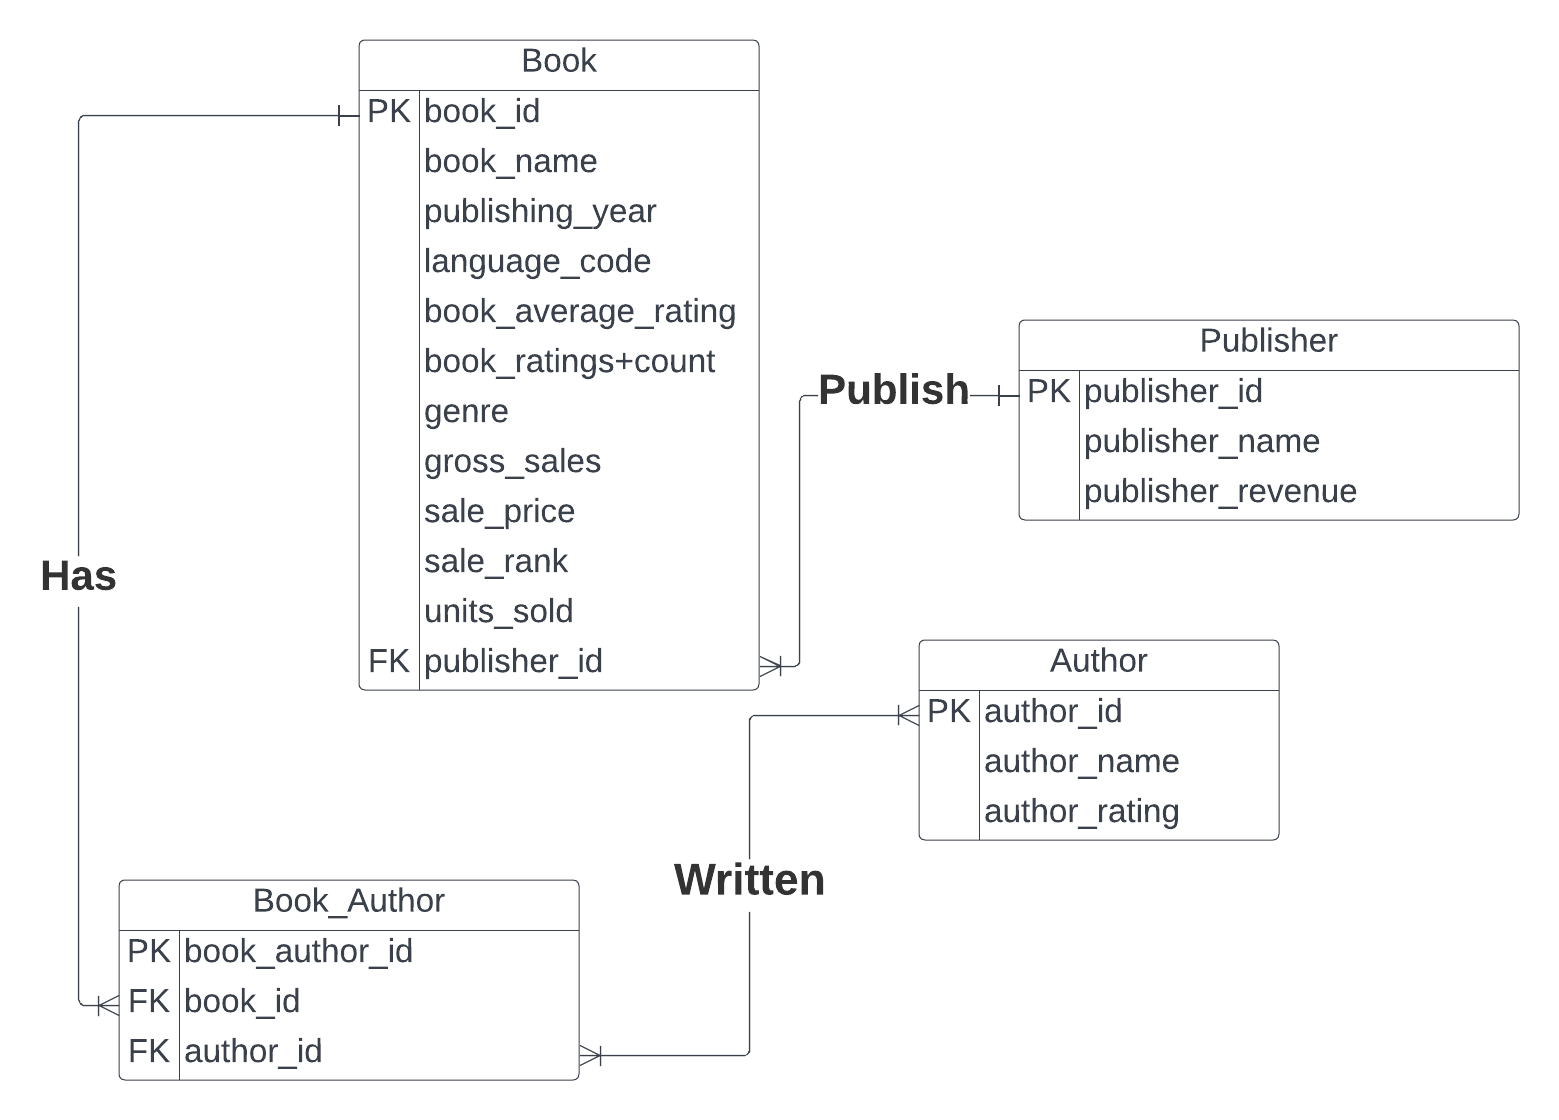 Book
PK book_id
book_name
publishing_year
language_code
book_average_rating
book_ratings+count
genre
gross_sales
sale_price
sale_rank
units_sold
FK publisher_id
Publish
Publisher
PK publisher_id
publisher_name
publisher_revenue
Has
Author
PK author_id
author_name
author_rating
Written
Book_Author
PK book_author_id
FK book_id
FK author_id